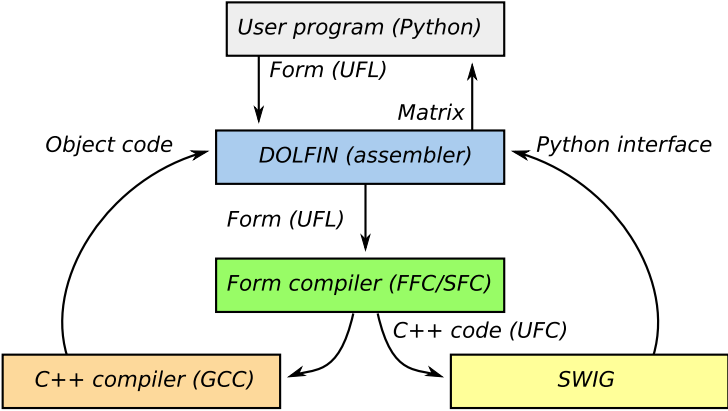 User program (Python)
Form (UFL)
Matrix
Object code
Python interface
DOLFIN (assembler)
Form (UFL)
Form compiler (FFC/SFC)
C++ code (UFC)
C++ compiler (GCC)
SWIG